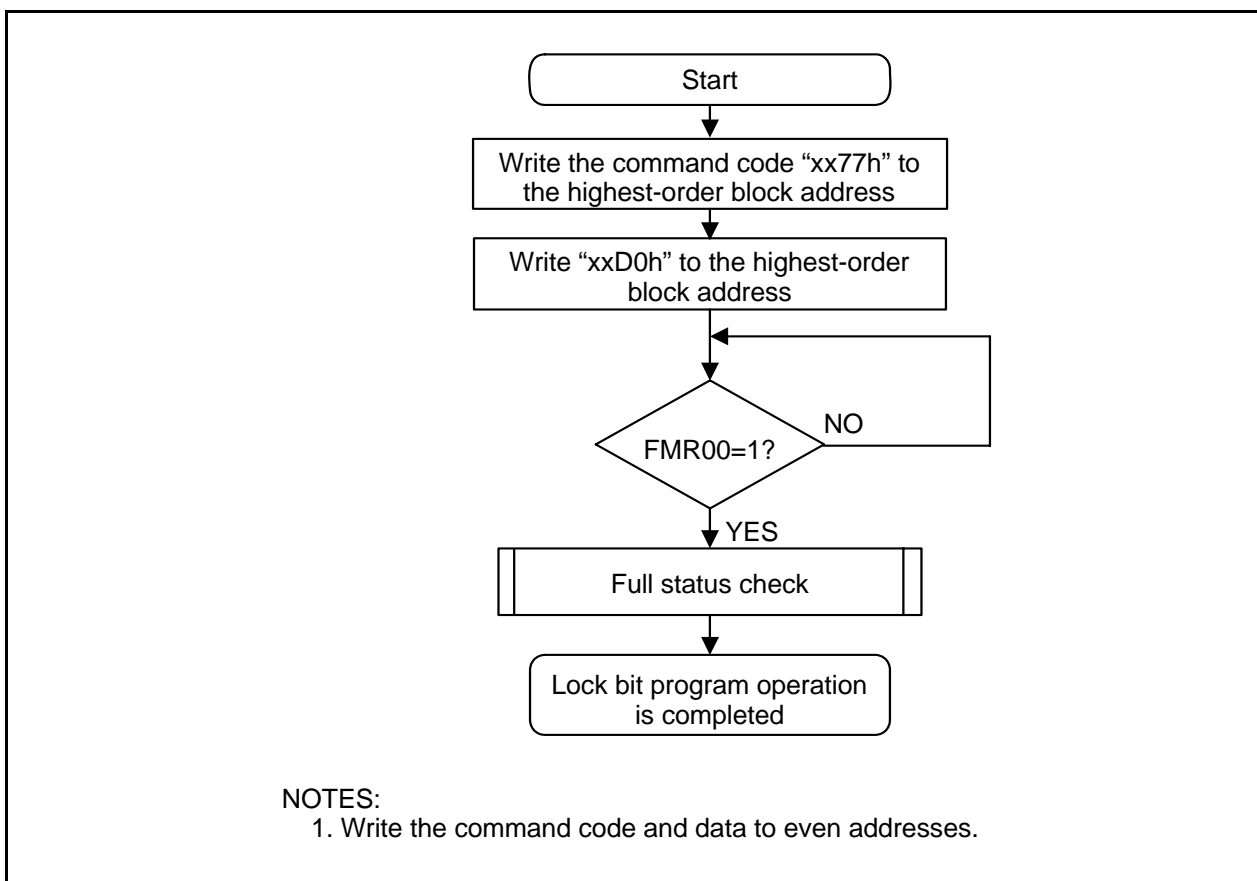 Start
Write the command code “xx77h” to
the highest-order block address
Write “xxD0h” to the highest-order
block address
FMR00=1?
NO
YES
Full status check
Lock bit program operation
is completed
NOTES:
1. Write the command code and data to even addresses.